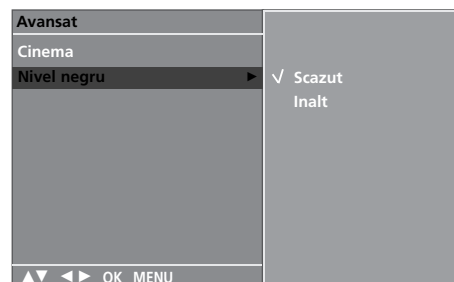 Avansat
Cinema
Nivel negru ► √ Scazut
Inalt
▲▼ ◄► OK MENU